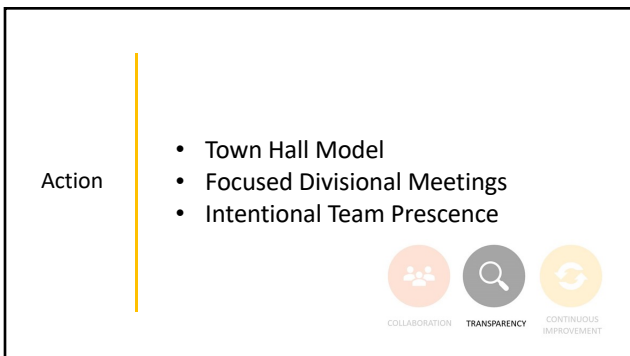 Action
• Town Hall Model
• Focused Divisional Meetings
• Intentional Team Prescence
COLLABORATION
TRANSPARENCY
CONTINUOUS
IMPROVEMENT